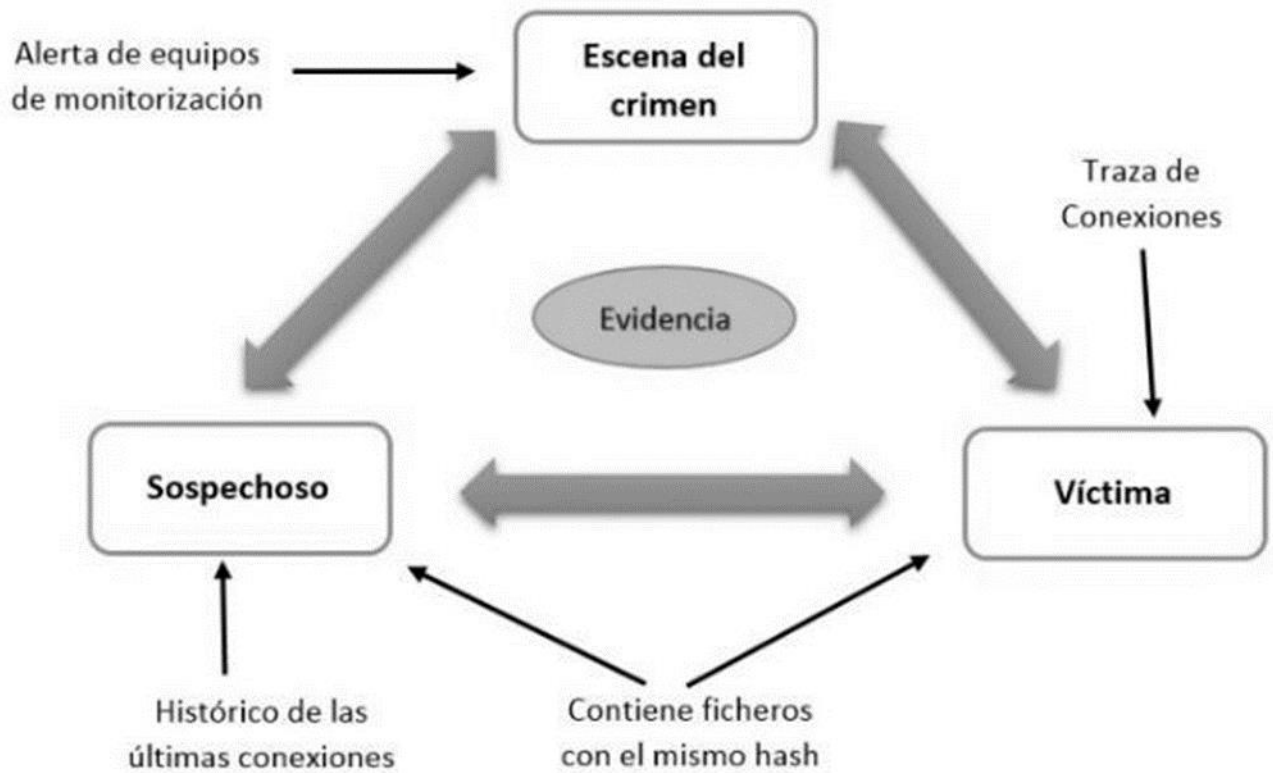 Alerta de equipos
de monitorización
Escena del
crimen
Traza de
Conexiones
Evidencia
Sospechoso
Víctima
Histórico de las
últimas conexiones
Contiene ficheros
con el mismo hash